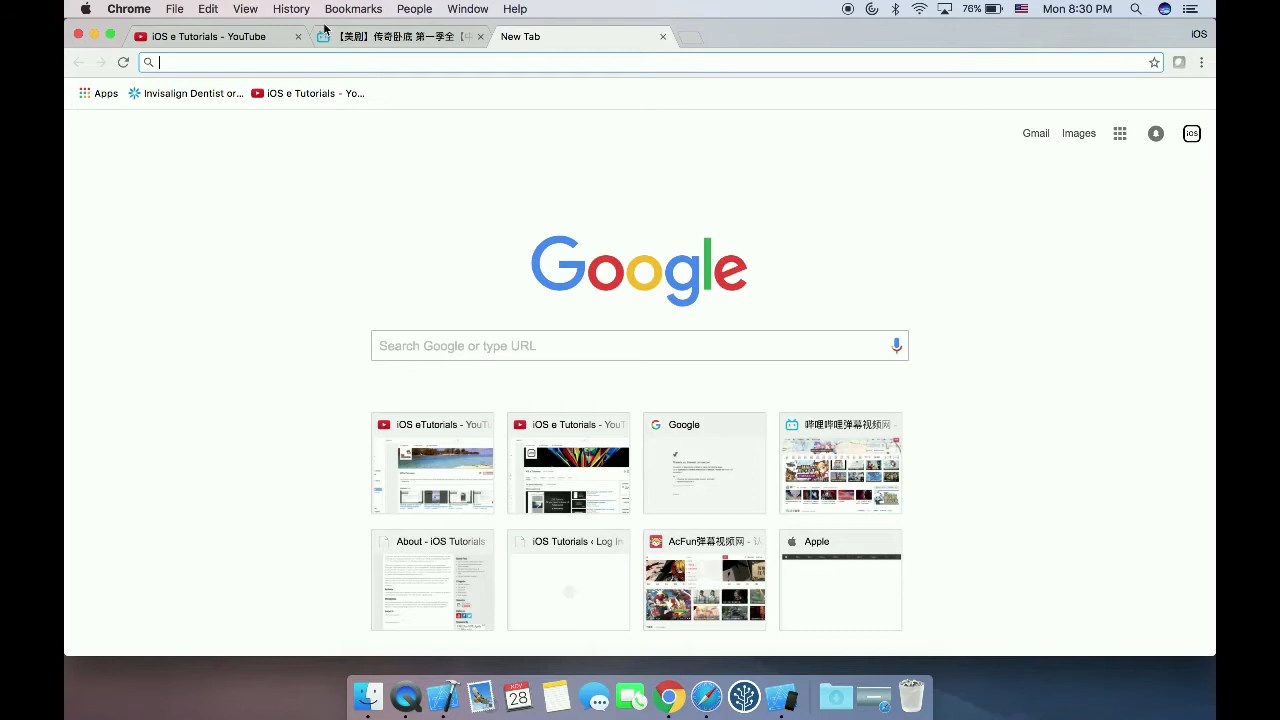 Chrome File Edit View History Bookmarks People Window Help 76% Mon 8:30 PM
iOS e Tutorials - YouTube 【美剧】传奇卧底 第一季全 New Tab iOS
Apps Invisalign Dentist or... iOS e Tutorials - Yo...
Gmail Images iOS
Google
Search Google or type URL
iOS eTutorials - YouTu iOS e Tutorials - YouT Google 哔哩哔哩弹幕视频网 -
About - iOS Tutorials iOS Tutorials ‹ Log In AcFun弹幕视频网 - Apple
NOV
28